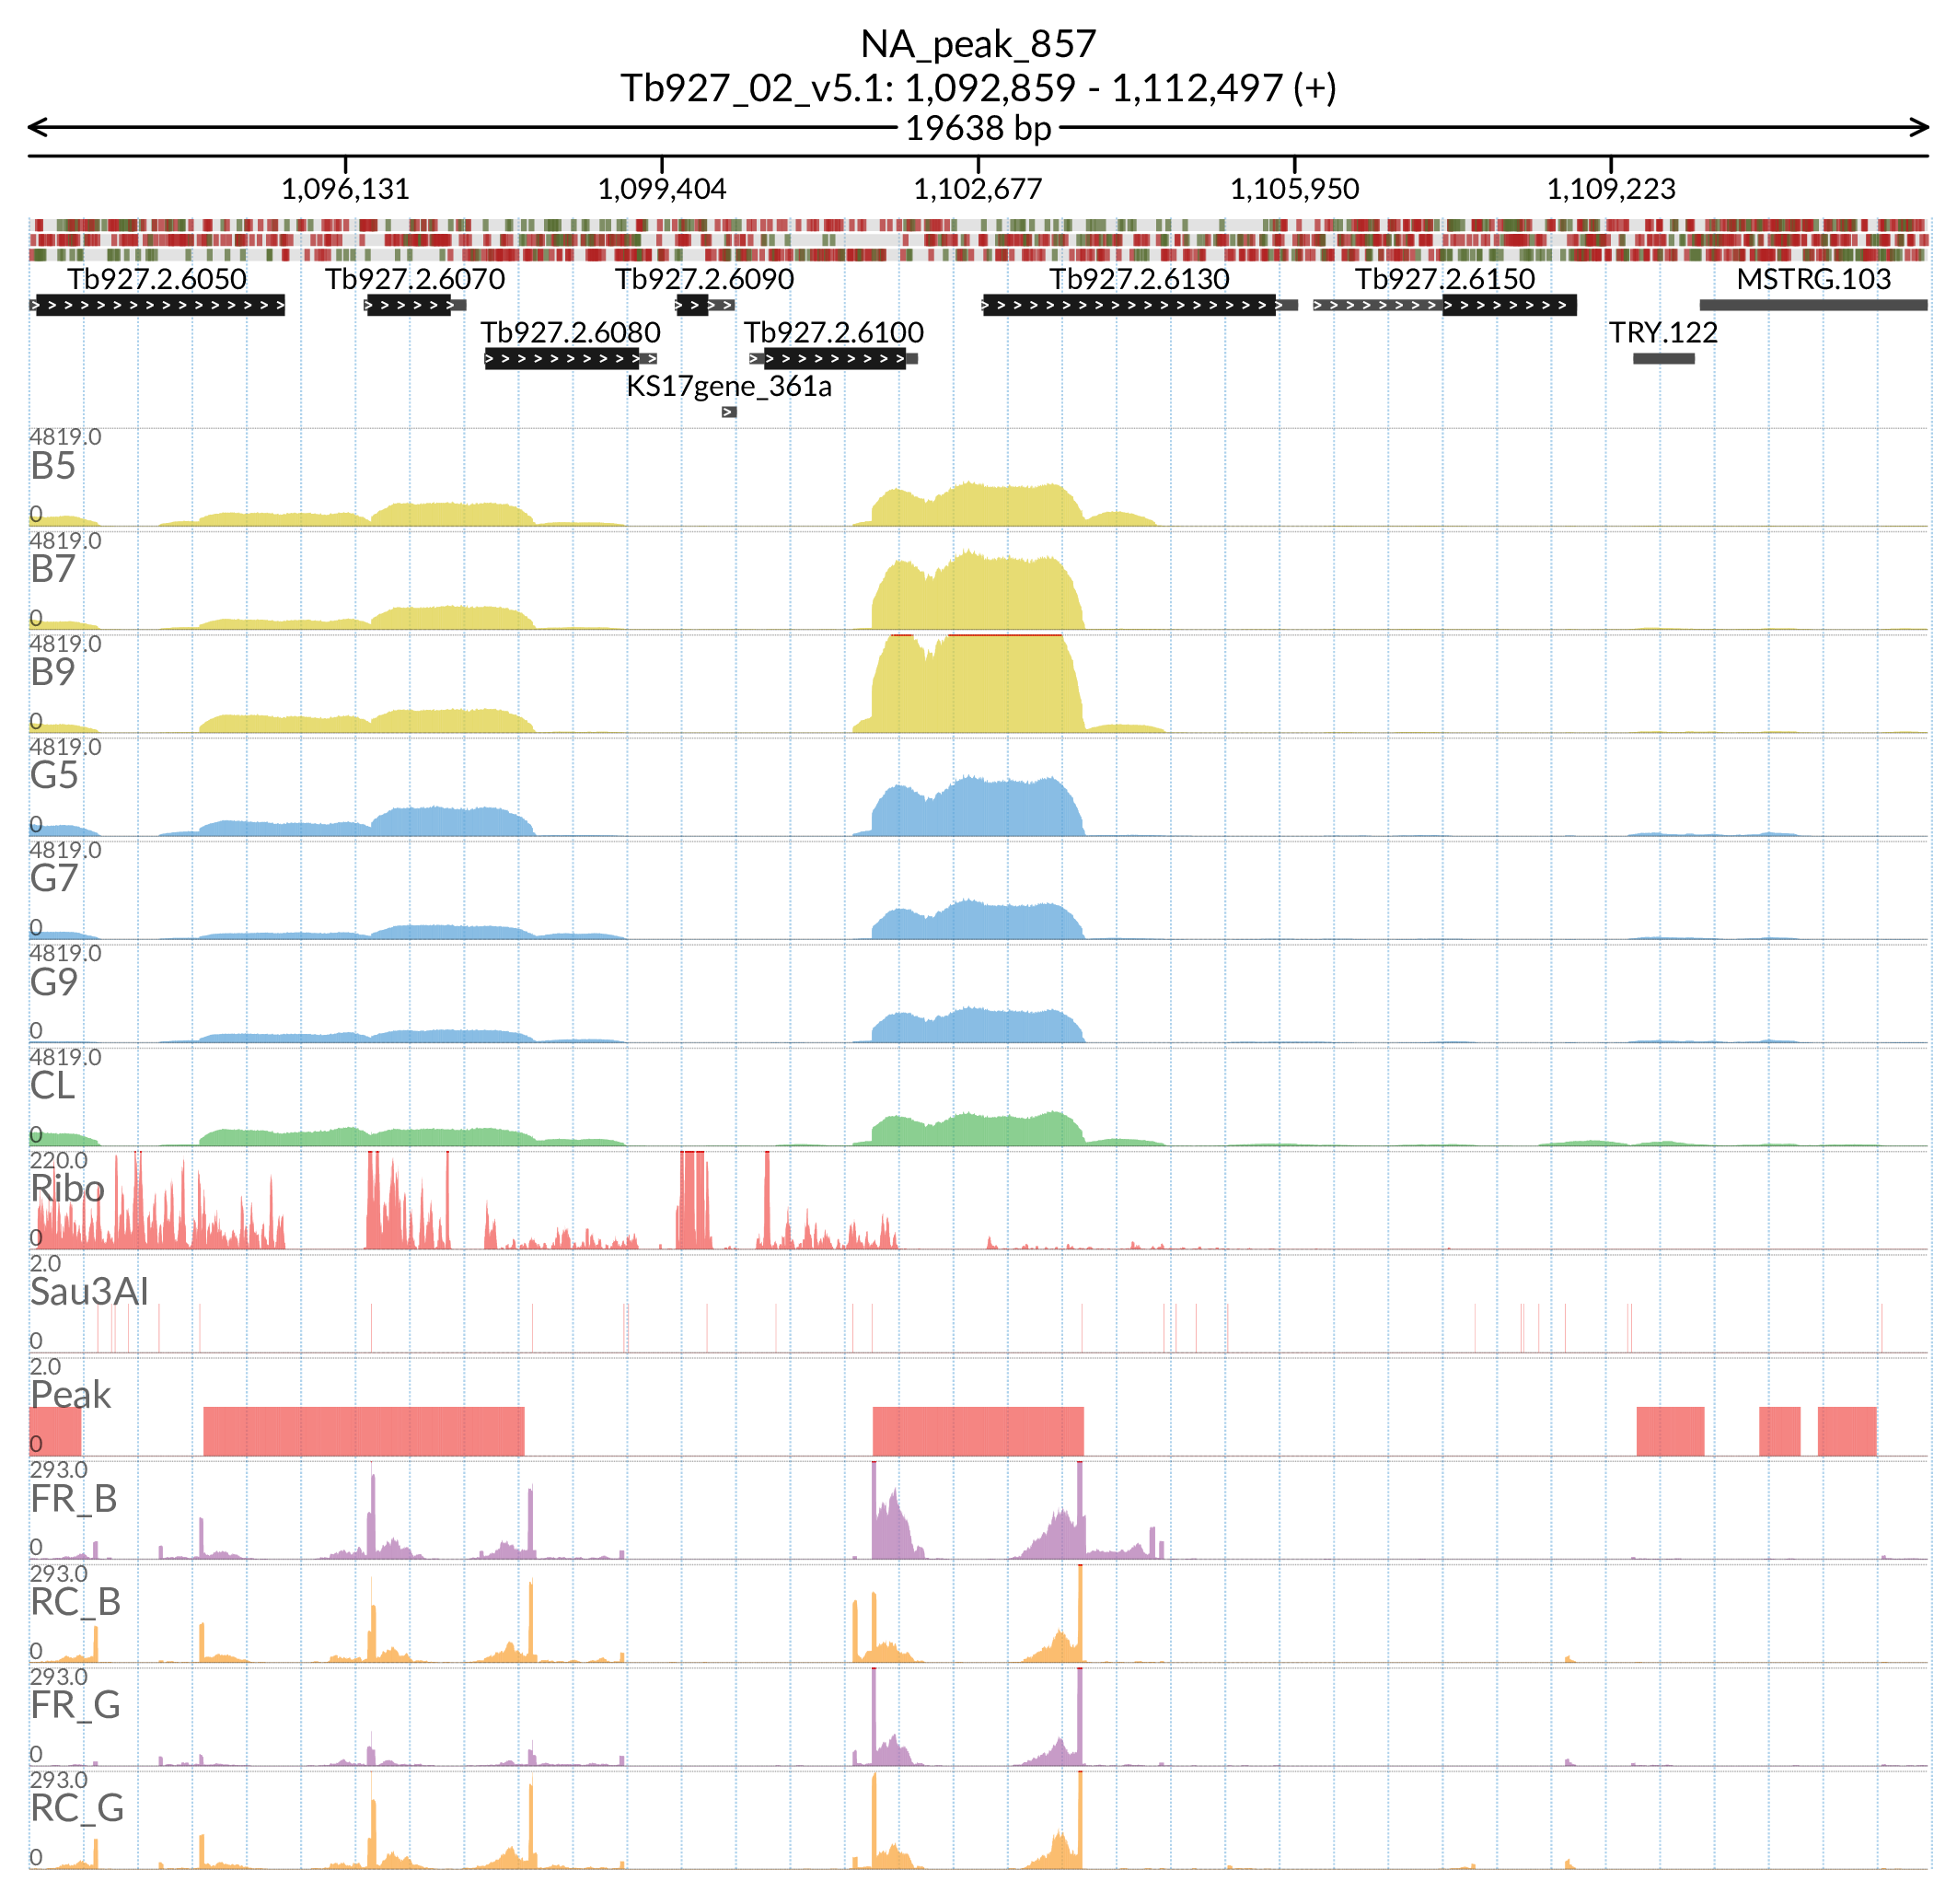 NA_peak_857
Tb927_02_v5.1: 1,092,859 - 1,112,497 (+)
19638 bp
1,096,131 1,099,404 1,102,677 1,105,950 1,109,223
Tb927.2.6050 Tb927.2.6070 Tb927.2.6090 Tb927.2.6130 Tb927.2.6150 MSTRG.103
Tb927.2.6080 Tb927.2.6100 TRY.122
KS17gene_361a
4819.0
B5
0
4819.0
B7
0
4819.0
B9
0
4819.0
G5
0
4819.0
G7
0
4819.0
G9
0
4819.0
CL
0
220.0
Ribo
0
2.0
Sau3AI
0
2.0
Peak
0
293.0
FR_B
0
293.0
RC_B
0
293.0
FR_G
0
293.0
RC_G
0